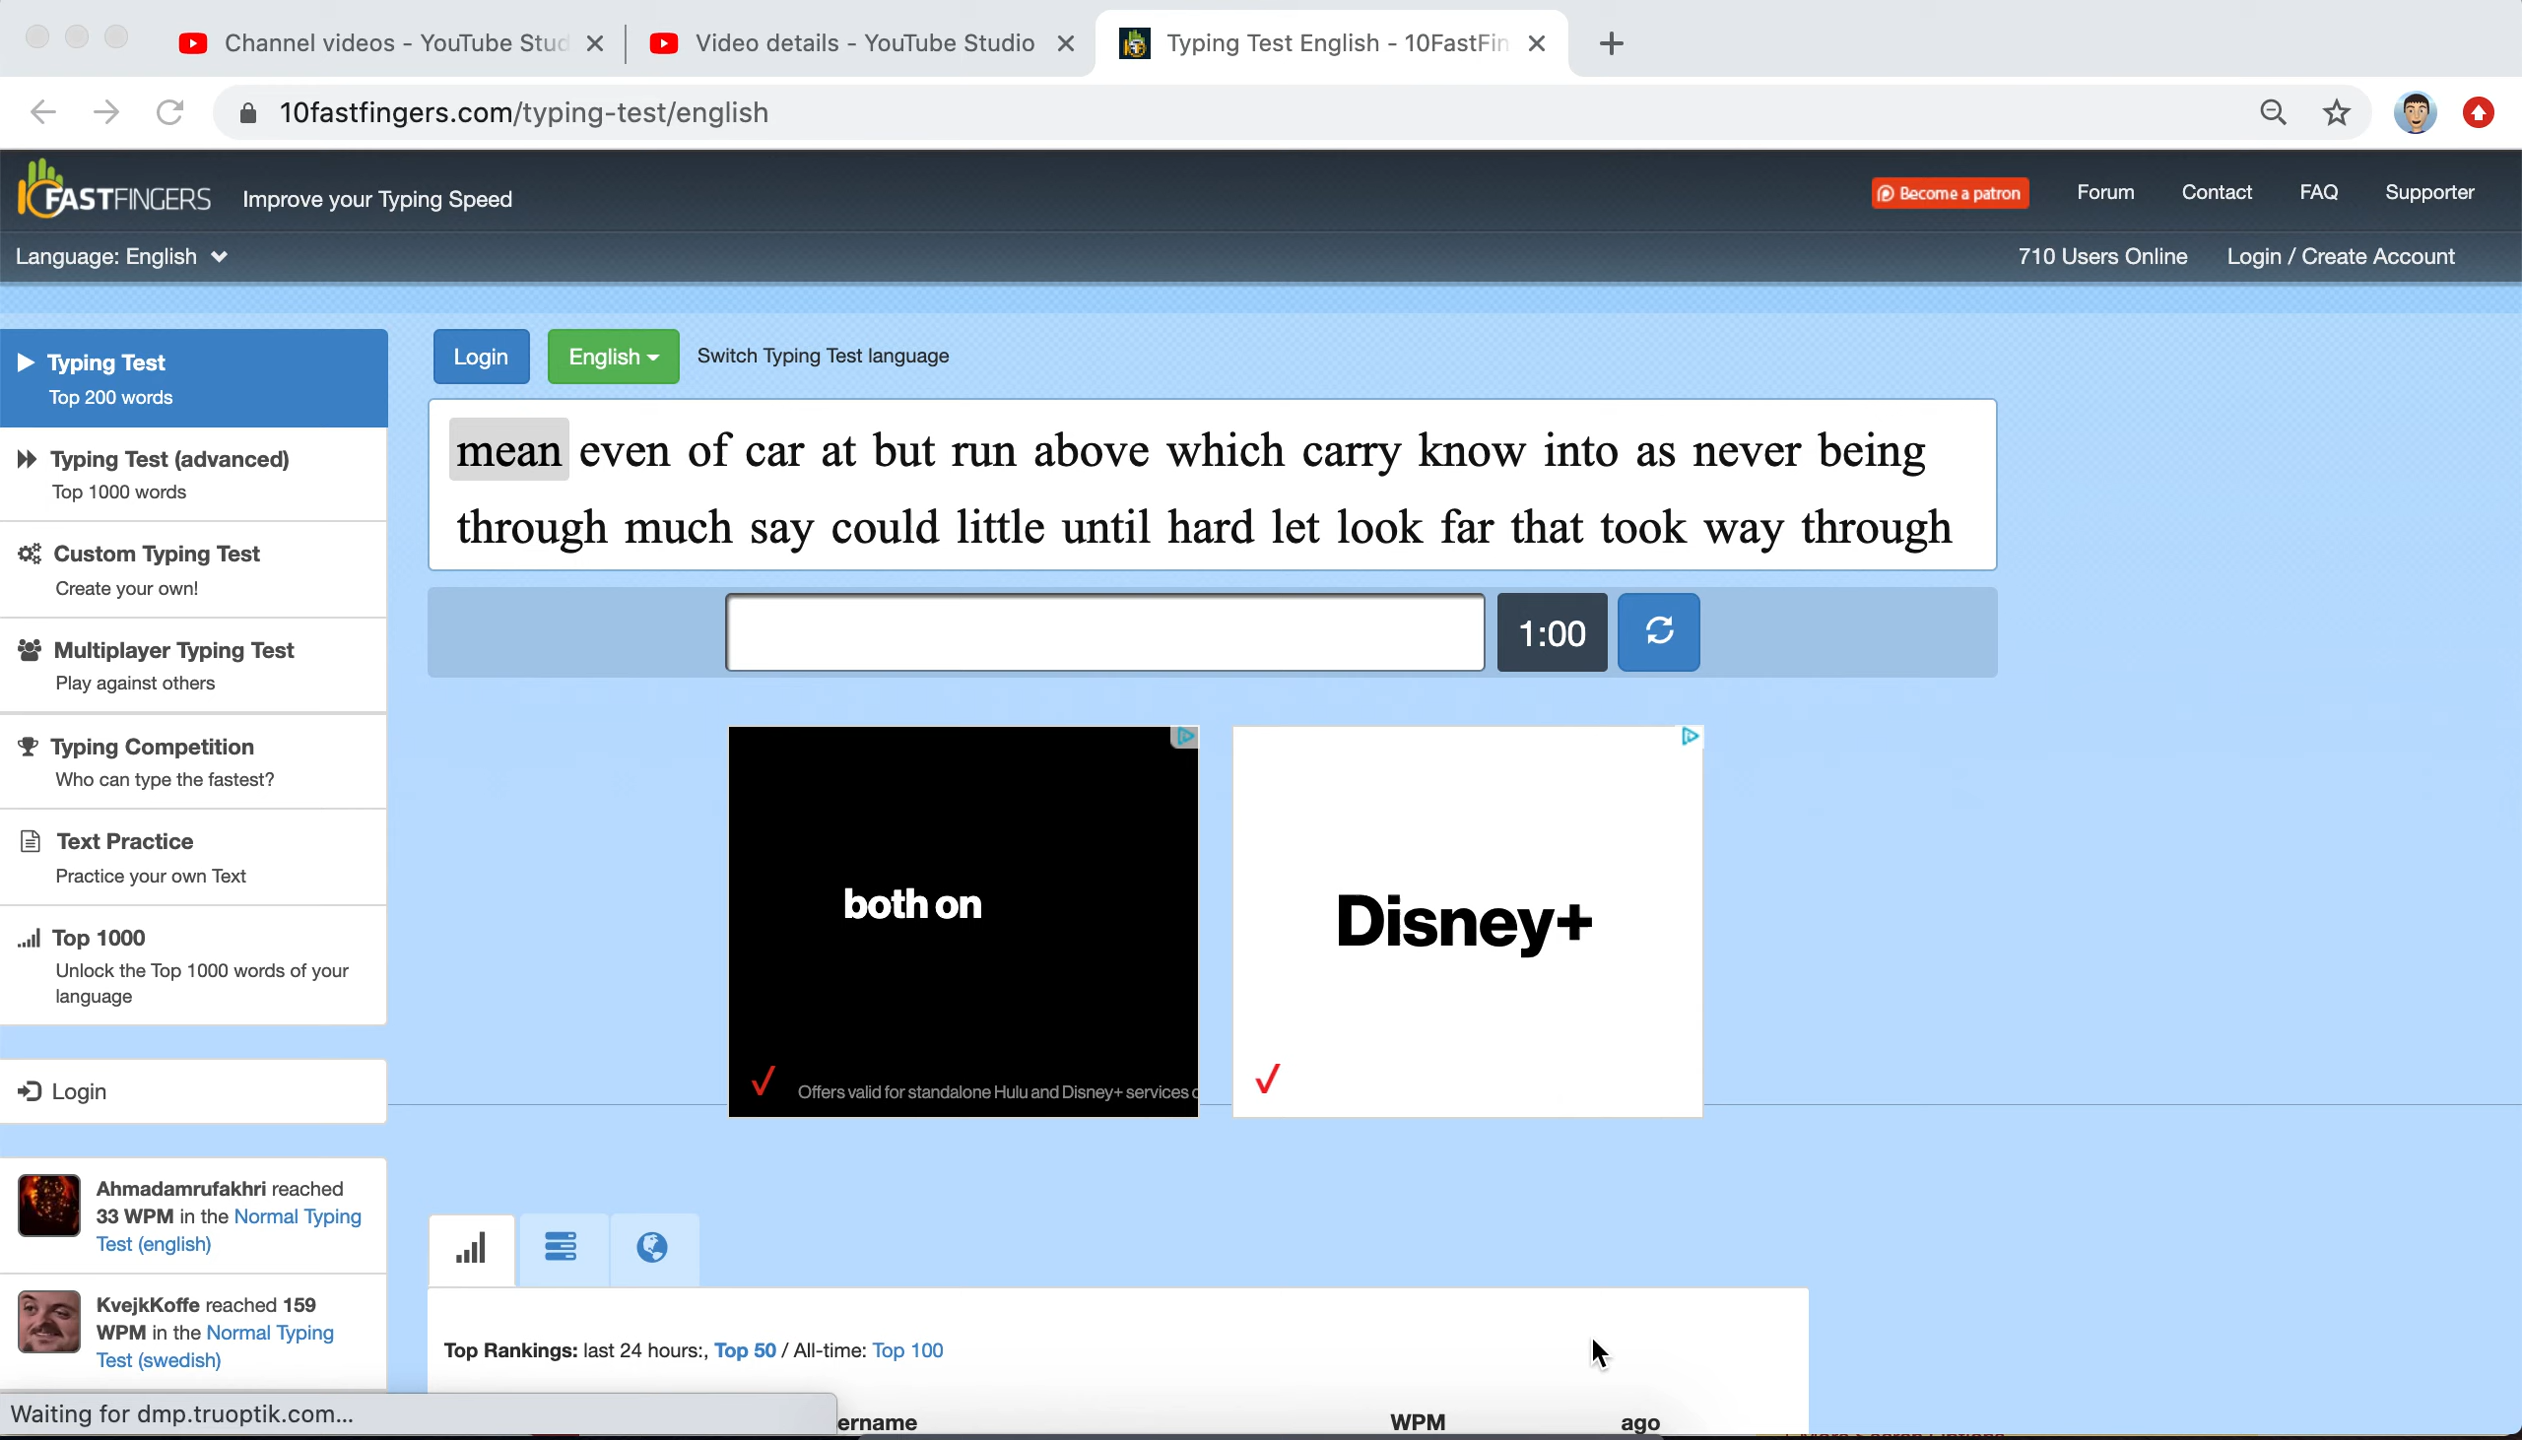 Channel videos - YouTube Stud
Video details - YouTube Studio
Typing Test English - 10FastFin
10fastfingers.com/typing-test/english
FASTFINGERS
Improve your Typing Speed
Become a patron
Forum
Contact
FAQ
Supporter
Language: English
710 Users Online
Login / Create Account
Typing Test
Top 200 words
Typing Test (advanced)
Top 1000 words
Custom Typing Test
Create your own!
Multiplayer Typing Test
Play against others
Typing Competition
Who can type the fastest?
Text Practice
Practice your own Text
Top 1000
Unlock the Top 1000 words of your
language
Login
Ahmadamrufakhri reached
33 WPM in the Normal Typing
Test (english)
KvejkKoffe reached 159
WPM in the Normal Typing
Test (swedish)
Login
English
Switch Typing Test language
mean even of car at but run above which carry know into as never being
through much say could little until hard let look far that took way through
1:00
both on
Offers valid for standalone Hulu and Disney+ services
Disney+
Top Rankings: last 24 hours:, Top 50 / All-time: Top 100
ername
WPM
ago
Waiting for dmp.truoptik.com...